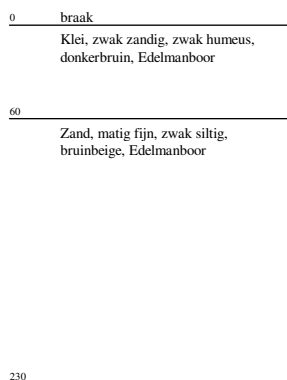 0 braak
Klei, zwak zandig, zwak humeus,
donkerbruin, Edelmanboor
60
Zand, matig fijn, zwak siltig,
bruinbeige, Edelmanboor
230